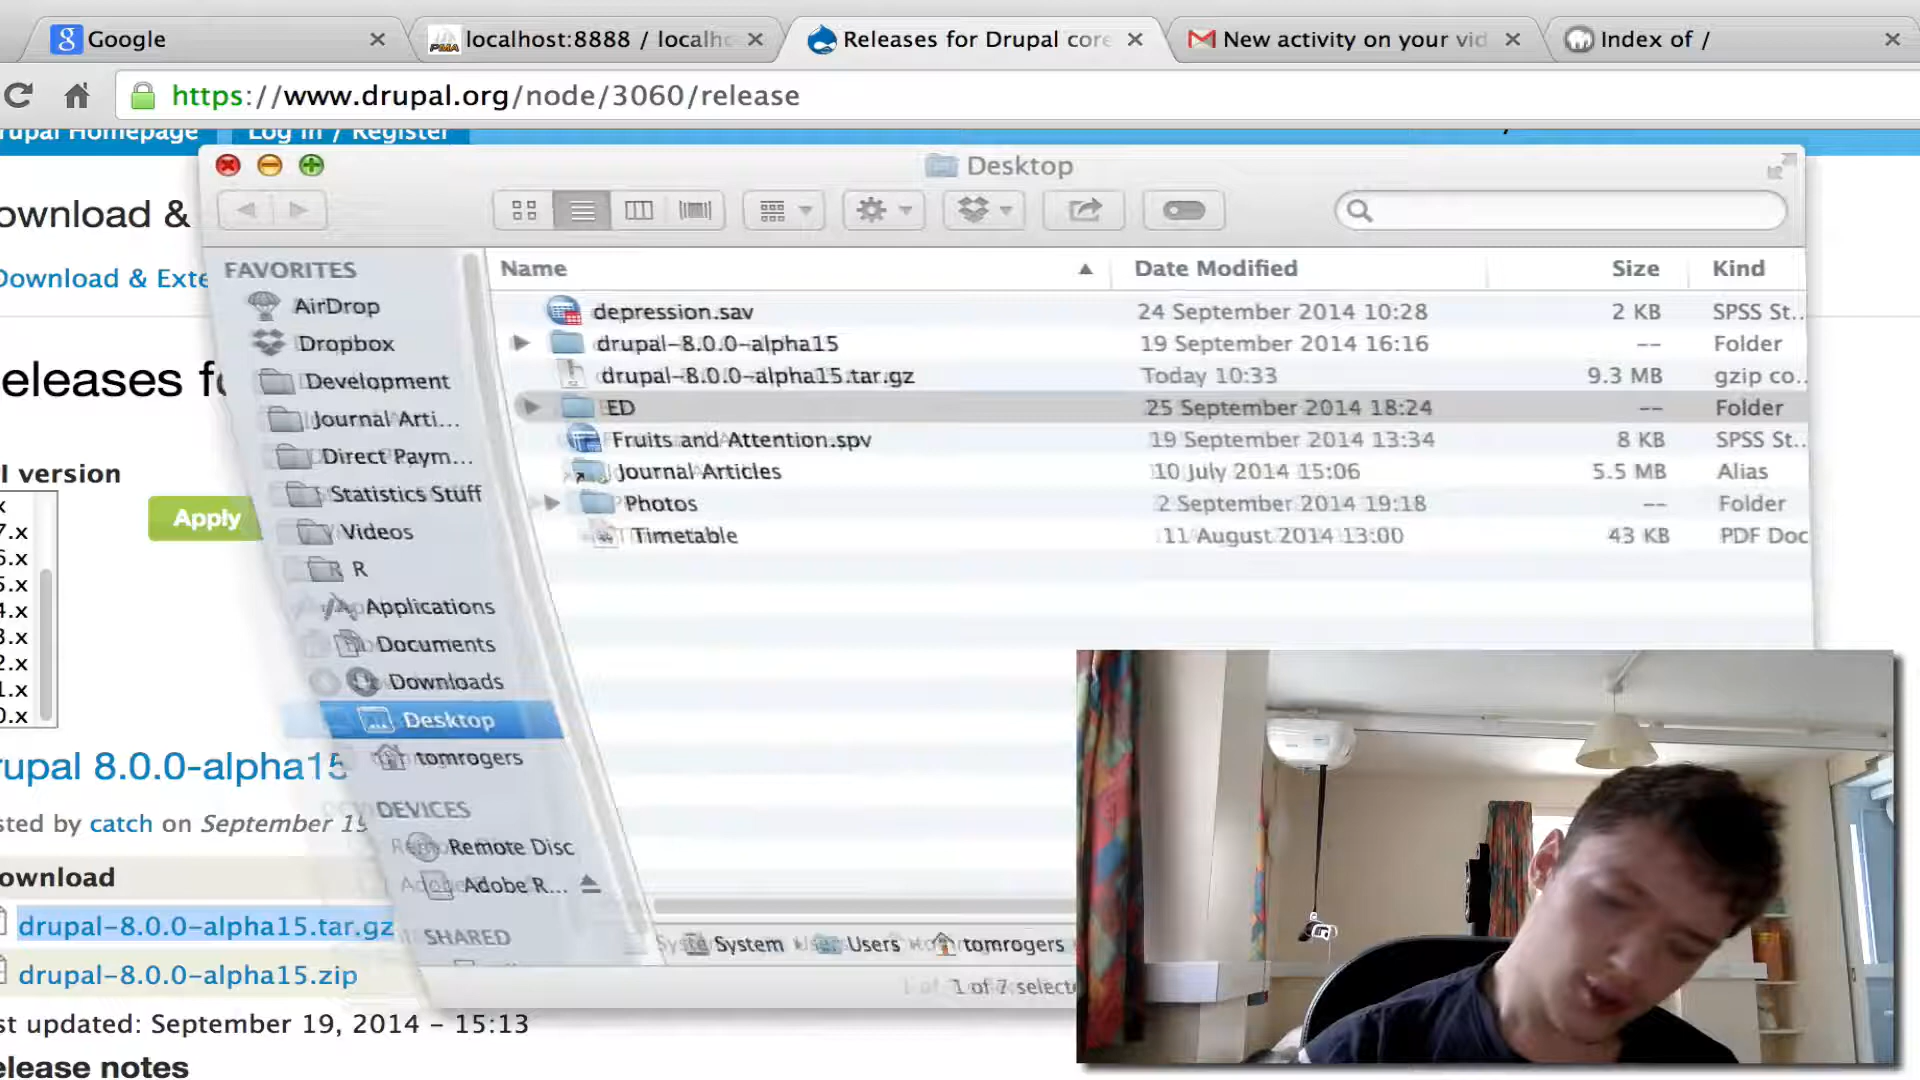 Google
localhost:8888 / localho
Releases for Drupal core
New activity on your vid
Index of /
https://www.drupal.org/node/3060/release
rupal Homepage
Log in / Register
Desktop
ownload &
Download & Exte
eleases fo
I version
7.x
6.x
5.x
4.x
3.x
2.x
1.x
0.x
Apply
FAVORITES
AirDrop
Dropbox
Development
Journal Arti...
Direct Paym...
Statistics Stuff
Videos
R
Applications
Documents
Downloads
Desktop
tomrogers
DEVICES
Remote Disc
Adobe R...
SHARED
Name Date Modified Size Kind
depression.sav 24 September 2014 10:28 2 KB SPSS St...
drupal-8.0.0-alpha15 19 September 2014 16:16 -- Folder
drupal-8.0.0-alpha15.tar.gz Today 10:33 9.3 MB gzip co...
ED 25 September 2014 18:24 -- Folder
Fruits and Attention.spv 19 September 2014 13:34 8 KB SPSS St...
Journal Articles 10 July 2014 15:06 5.5 MB Alias
Photos 2 September 2014 19:18 -- Folder
Timetable 11 August 2014 13:00 43 KB PDF Doc
System Users tomrogers
1 of 7 selecte
rupal 8.0.0-alpha15
sted by catch on September 19
ownload
drupal-8.0.0-alpha15.tar.gz
drupal-8.0.0-alpha15.zip
st updated: September 19, 2014 - 15:13
elease notes